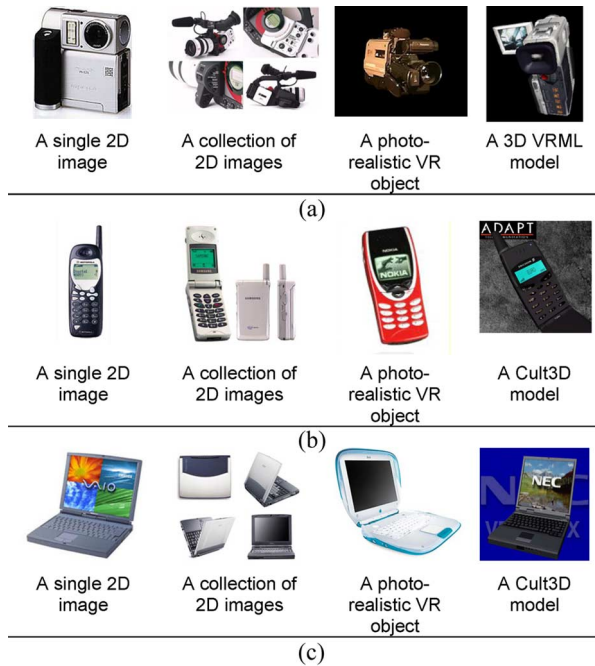 A single 2D
image
A collection of
2D images
A photo-
realistic VR
object
A 3D VRML
model
(a)
ADAPT
NOKIA
NOKIA
A single 2D
image
A collection of
2D images
A photo-
realistic VR
object
A Cult3D
model
(b)
VAIO
NEC
A single 2D
image
A collection of
2D images
A photo-
realistic VR
object
A Cult3D
model
(c)